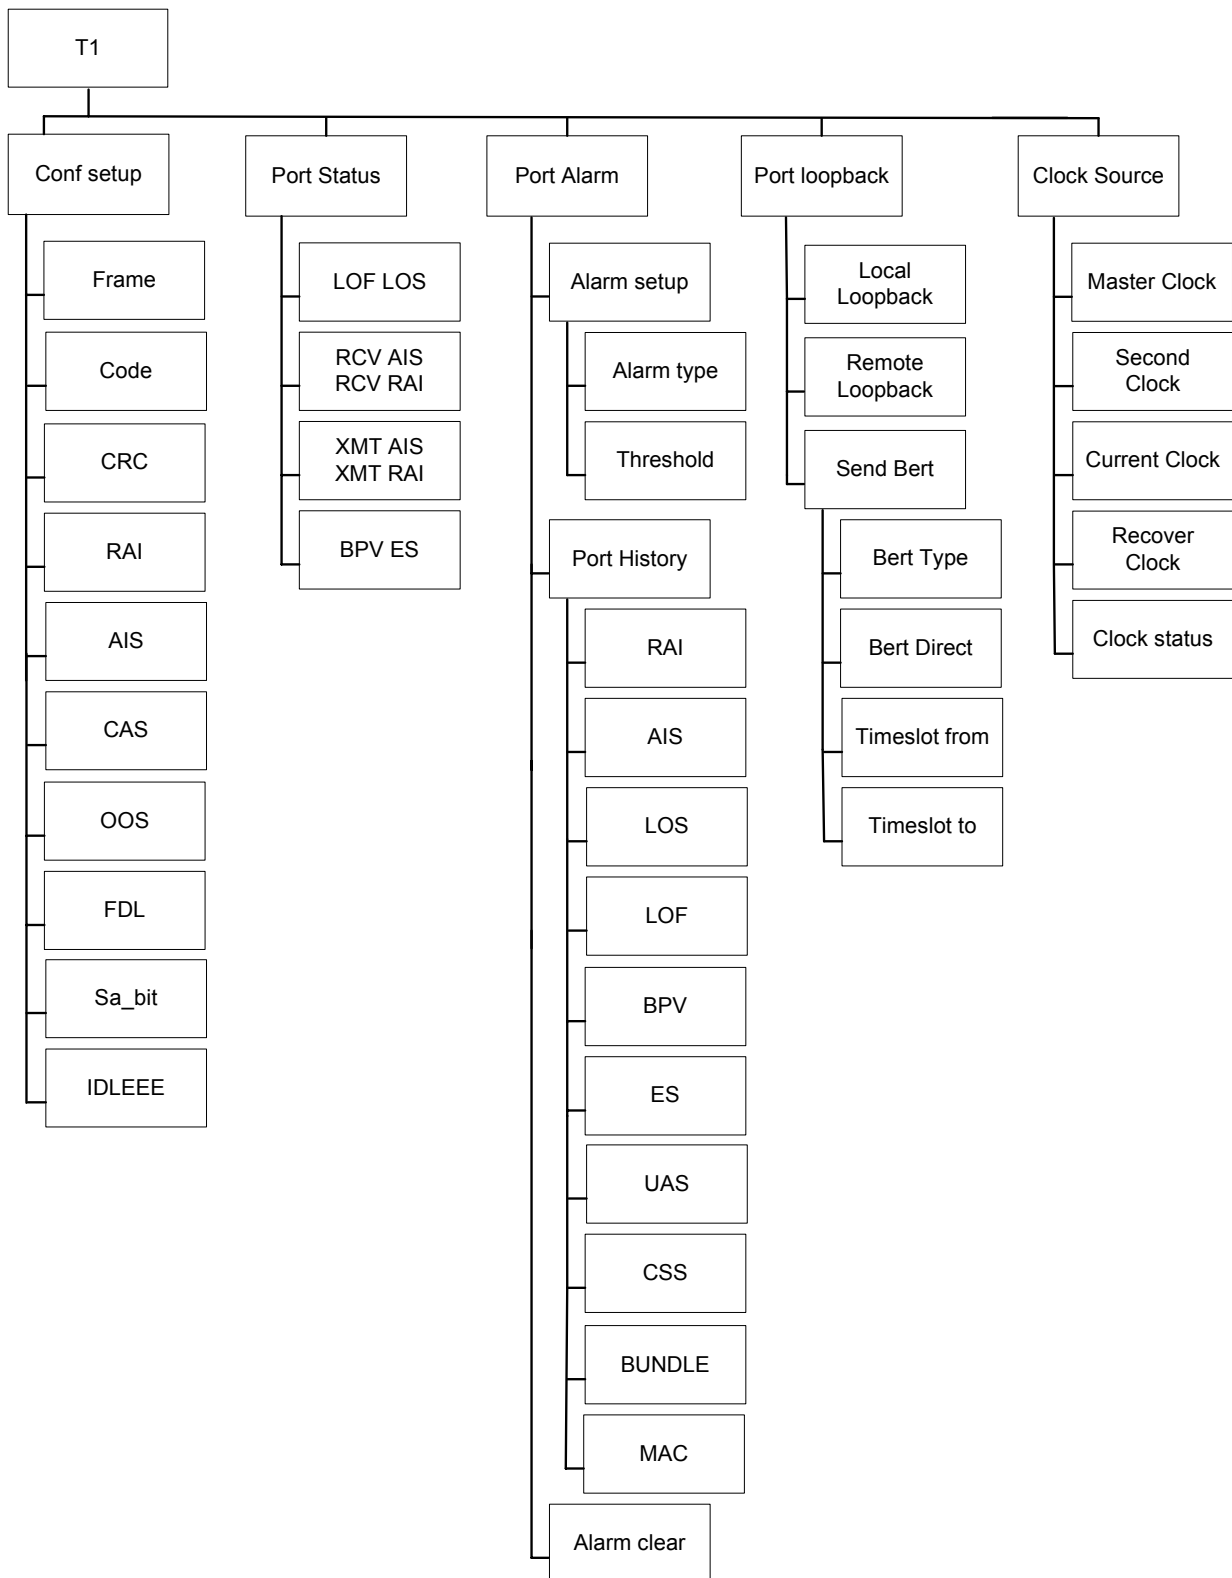 T1
Conf setup
Frame
Code
CRC
RAI
AIS
CAS
OOS
FDL
Sa_bit
IDLEEE
Port Status
LOF LOS
RCV AIS
RCV RAI
XMT AIS
XMT RAI
BPV ES
Port Alarm
Alarm setup
Alarm type
Threshold
Port History
RAI
AIS
LOS
LOF
BPV
ES
UAS
CSS
BUNDLE
MAC
Alarm clear
Port loopback
Local
Loopback
Remote
Loopback
Send Bert
Bert Type
Bert Direct
Timeslot from
Timeslot to
Clock Source
Master Clock
Second
Clock
Current Clock
Recover
Clock
Clock status